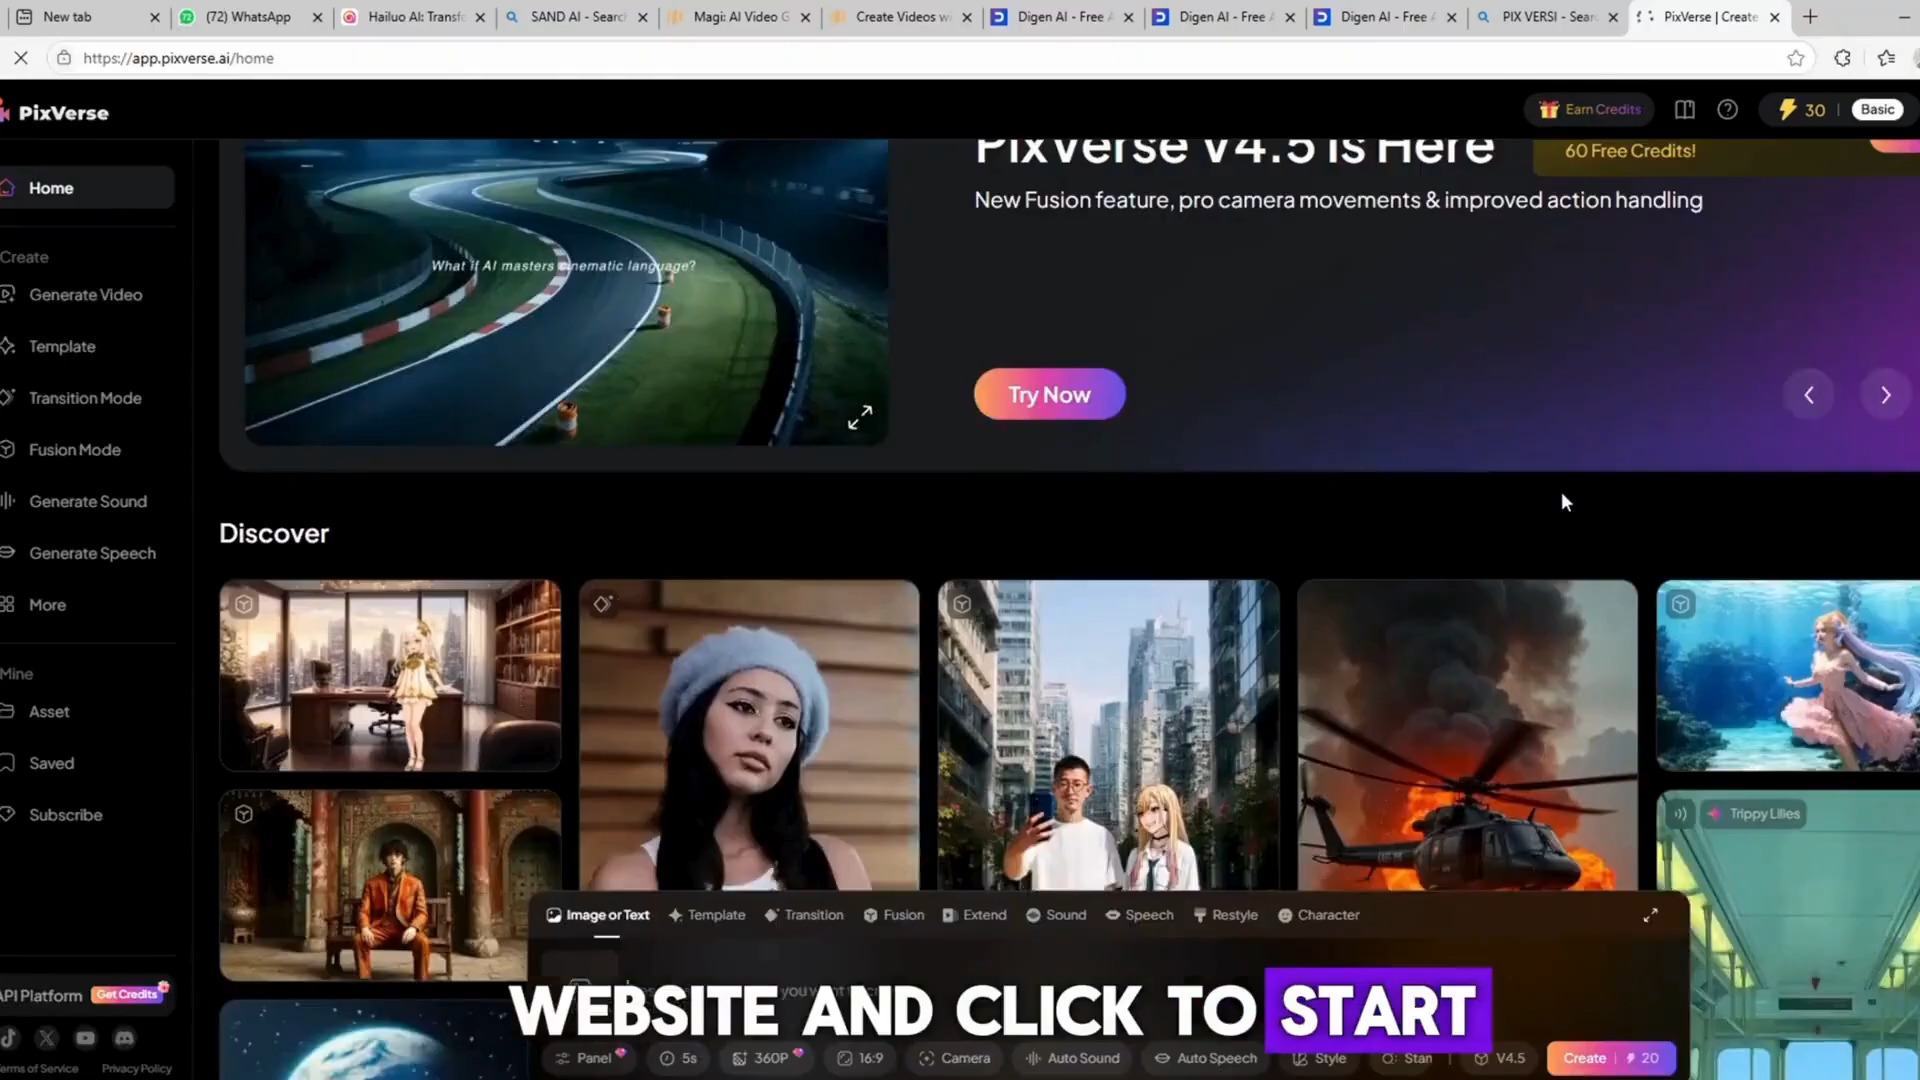 New tab
(72) WhatsApp
Hailuo AI: Transf
SAND AI - Searc
Magi: AI Video G
Create Videos w
Digen AI - Free
Digen AI - Free
Digen AI - Free
PIX VERSI - Sear
PixVerse | Create
https://app.pixverse.ai/home
PixVerse
Earn Credits
30
Basic
PixVerse V4.5 is Here
60 Free Credits!
New Fusion feature, pro camera movements & improved action handling
Home
Create
Generate Video
Template
Transition Mode
Fusion Mode
Generate Sound
Generate Speech
More
Mine
Asset
Saved
Subscribe
What if AI masters cinematic language?
Try Now
Discover
Trippy Lilies
Image or Text
Template
Transition
Fusion
Extend
Sound
Speech
Restyle
Character
WEBSITE AND CLICK TO START
Panel
5s
360P
16:9
Camera
Auto Sound
Auto Speech
Style
V4.5
Create
20
API Platform
Get Credits
Terms of Service
Privacy Policy